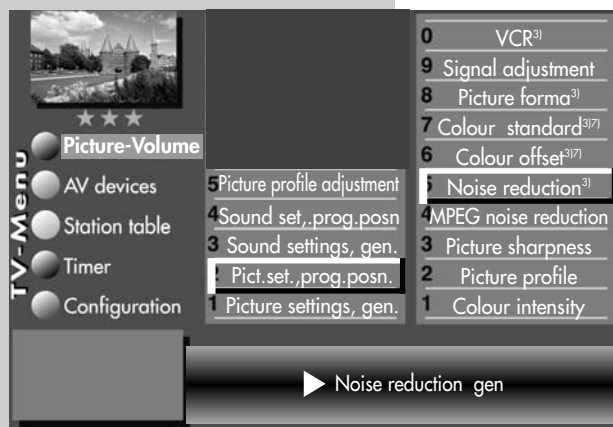 TV-Menu
Picture-Volume
AV devices
Station table
Timer
Configuration
5 Picture profile adjustment
4 Sound set,.prog.posn
3 Sound settings, gen.
2 Pict.set.,prog.posn.
1 Picture settings, gen.
0 VCR3)
9 Signal adjustment
8 Picture forma3)
7 Colour standard3)7)
6 Colour offset3)7)
5 Noise reduction3)
4 MPEG noise reduction
3 Picture sharpness
2 Picture profile
1 Colour intensity
Noise reduction gen